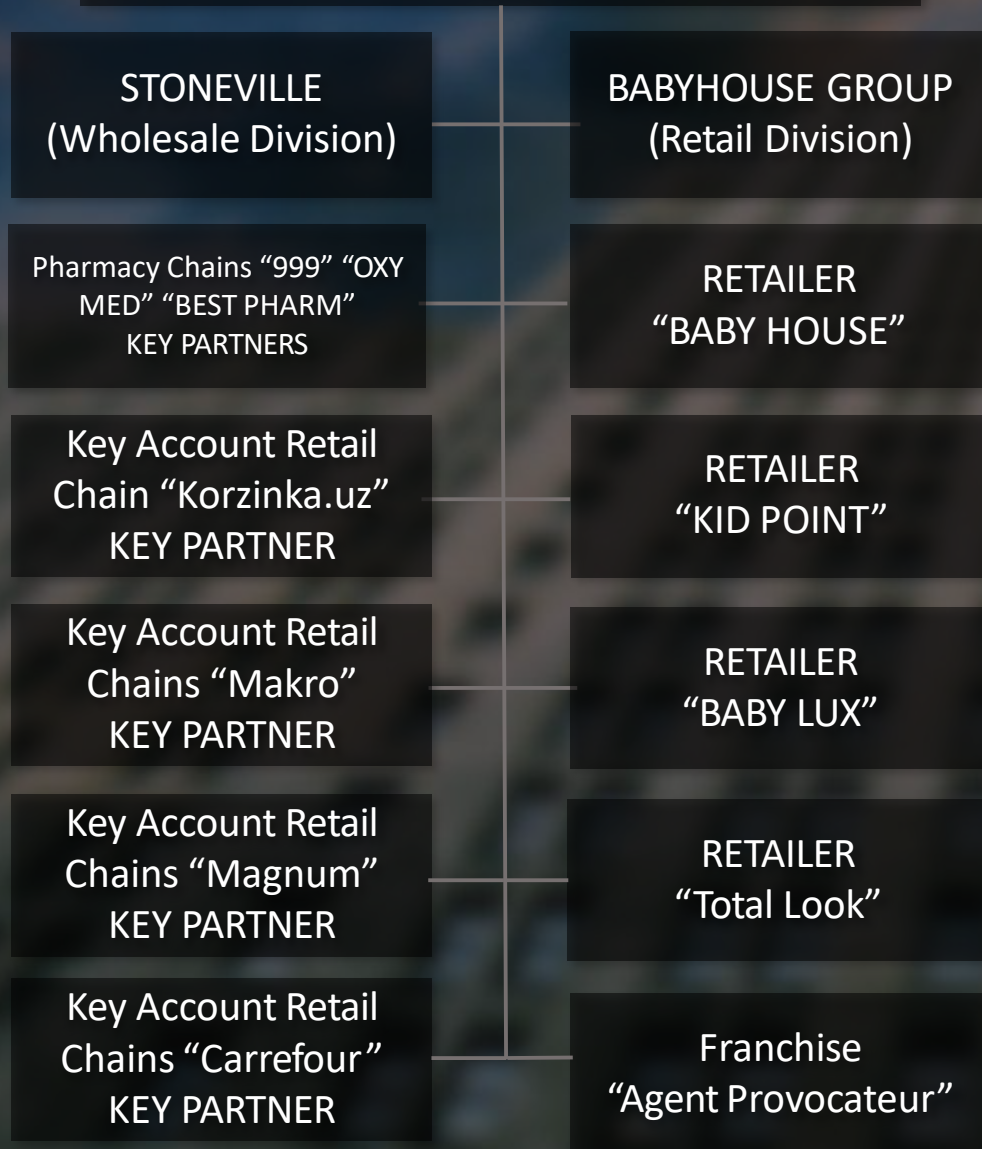 STONEVILLE
(Wholesale Division)
BABYHOUSE GROUP
(Retail Division)
Pharmacy Chains “999” “OXY
MED” “BEST PHARM”
KEY PARTNERS
RETAILER
“BABY HOUSE”
Key Account Retail
Chain “Korzinka.uz”
KEY PARTNER
RETAILER
“KID POINT”
Key Account Retail
Chains “Makro”
KEY PARTNER
RETAILER
“BABY LUX”
Key Account Retail
Chains “Magnum”
KEY PARTNER
RETAILER
“Total Look”
Key Account Retail
Chains “Carrefour”
KEY PARTNER
Franchise
“Agent Provocateur”